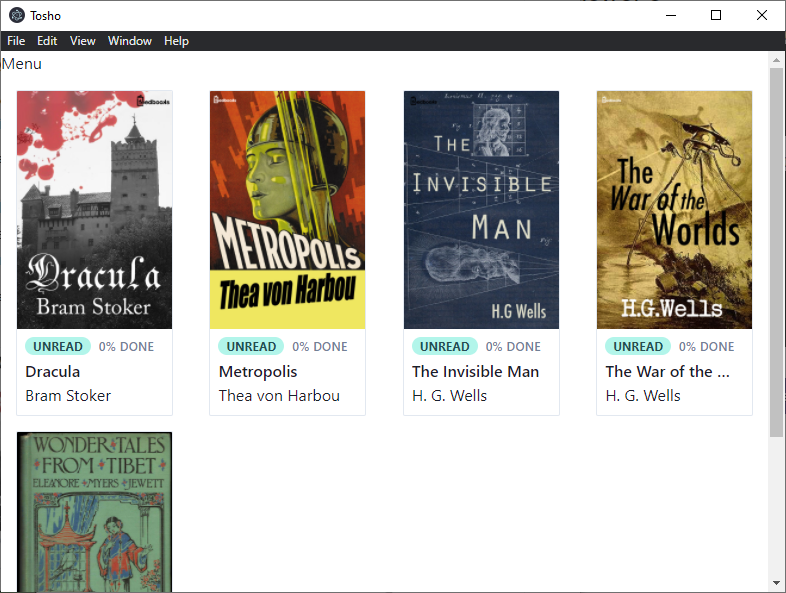 Tosho
File Edit View Window Help
Menu
feedbooks
Dracula
Bram Stoker
UNREAD 0% DONE
Dracula
Bram Stoker
feedbooks
METROPOLIS
Thea von Harbou
UNREAD 0% DONE
Metropolis
Thea von Harbou
feedbooks
THE
INVISIBLE
MAN
H.G Wells
UNREAD 0% DONE
The Invisible Man
H. G. Wells
feedbooks
The
War of the
Worlds
H.G.Wells
UNREAD 0% DONE
The War of the ...
H. G. Wells
WONDER·TALES
FROM·TIBET
ELEANORE·MYERS·JEWETT